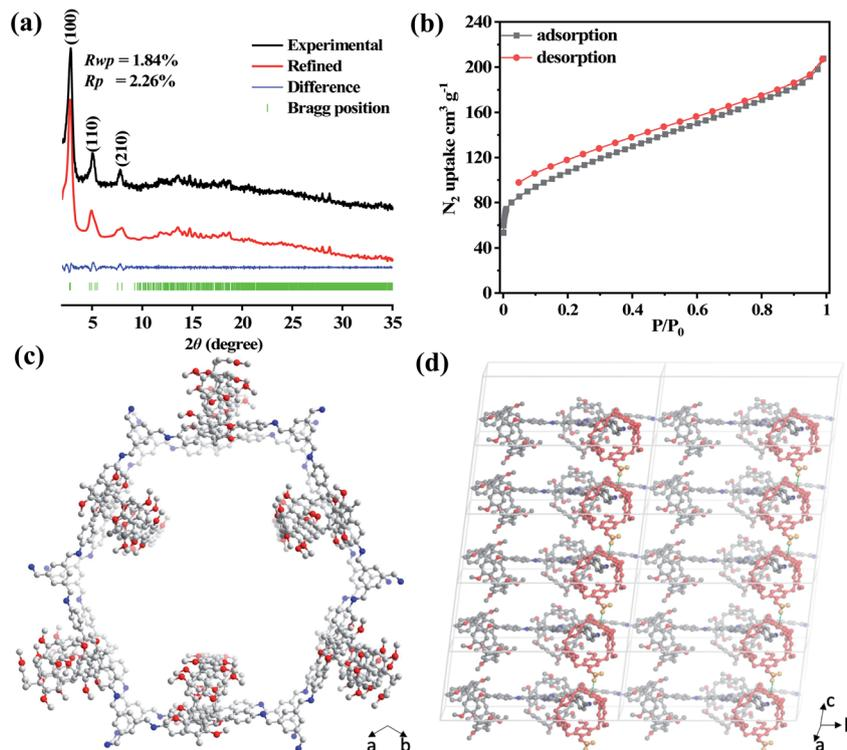 (a)
(100)
Rwp = 1.84%
Rp = 2.26%
(110)
(210)
Experimental
Refined
Difference
Bragg position
5 10 15 20 25 30 35
2θ (degree)
(b)
240
200
160
120
80
40
0
N₂ uptake cm³ g⁻¹
adsorption
desorption
0 0.2 0.4 0.6 0.8 1
P/P₀
(c)
a b
(d)
c
a